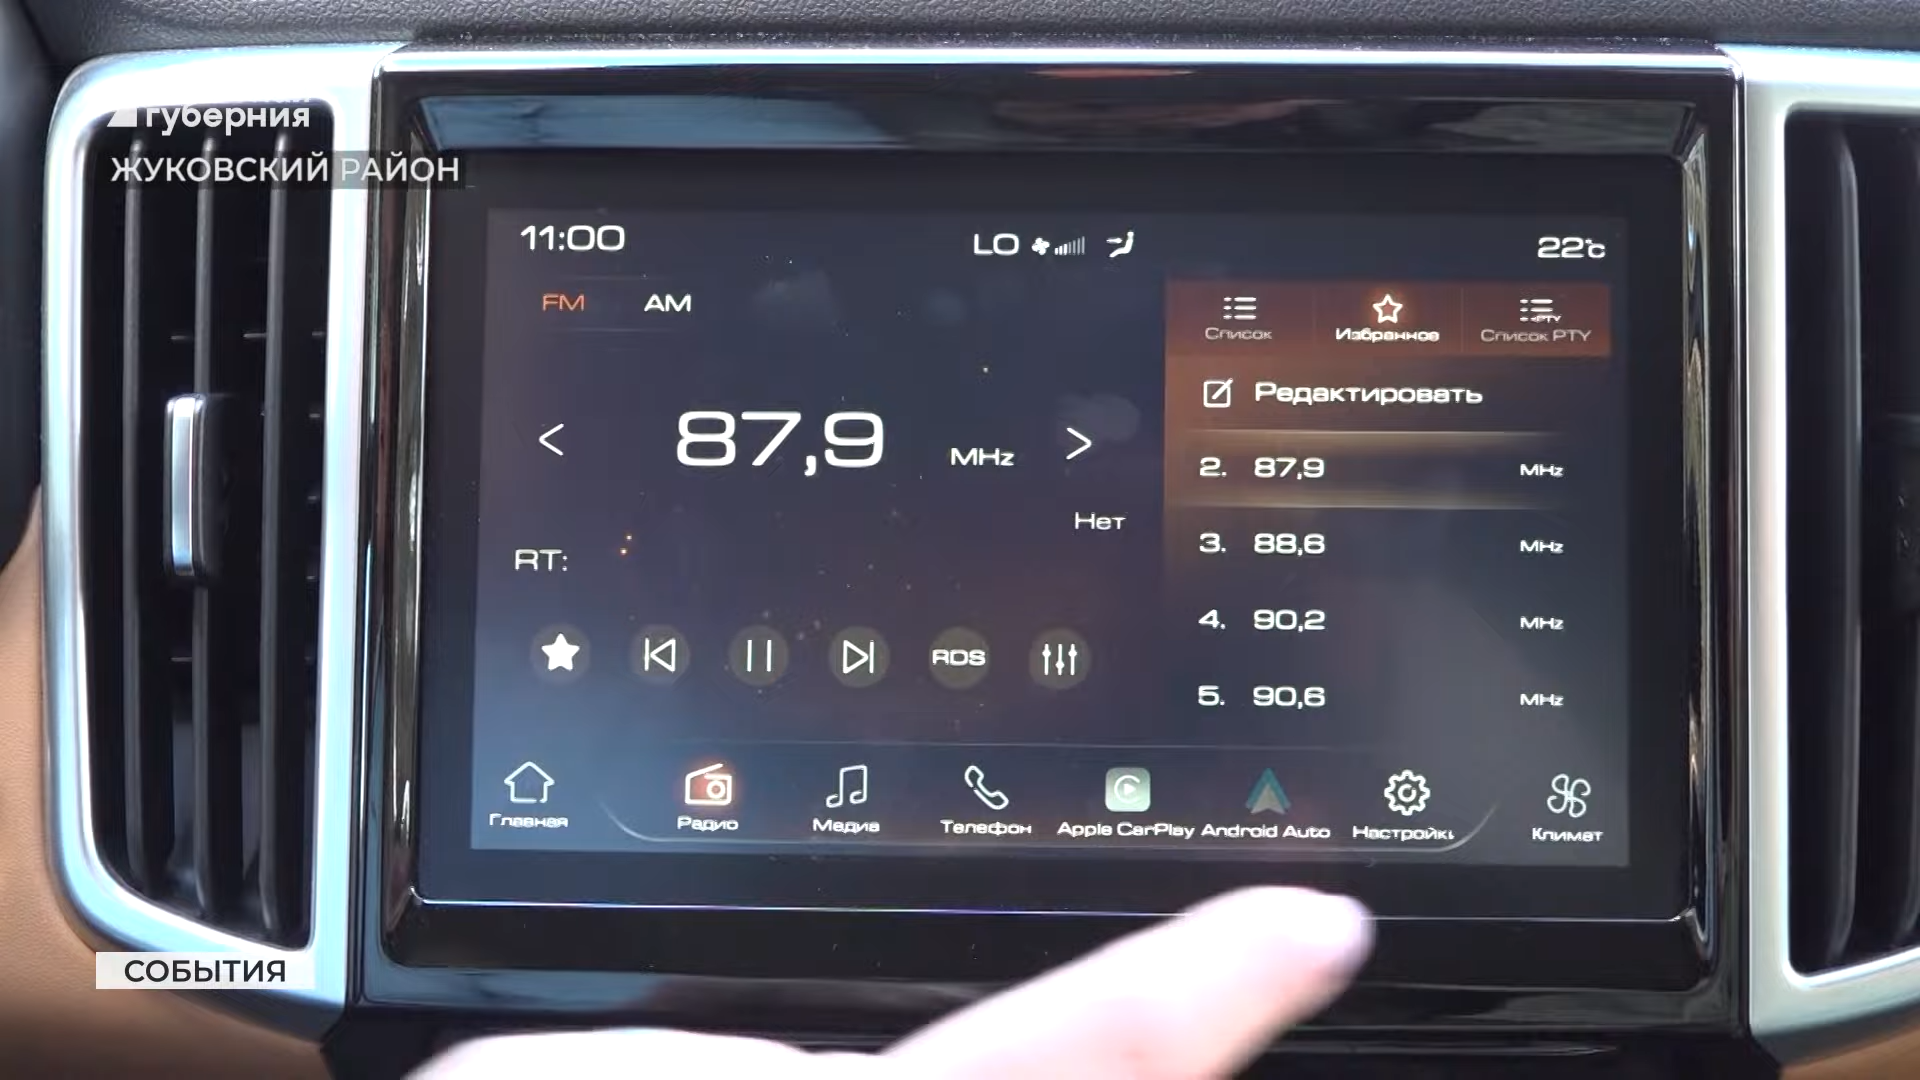 губерния
ЖУКОВСКИЙ РАЙОН
11:00
LO
22°C
FM
AM
Список
Избранное
Список PTY
Редактировать
87,9 MHz
2. 87,9 MHz
3. 88,6 MHz
4. 90,2 MHz
5. 90,6 MHz
Нет
RT:
RDS
Главная
Радио
Медиа
Телефон
Apple CarPlay
Android Auto
Настройки
Климат
СОБЫТИЯ